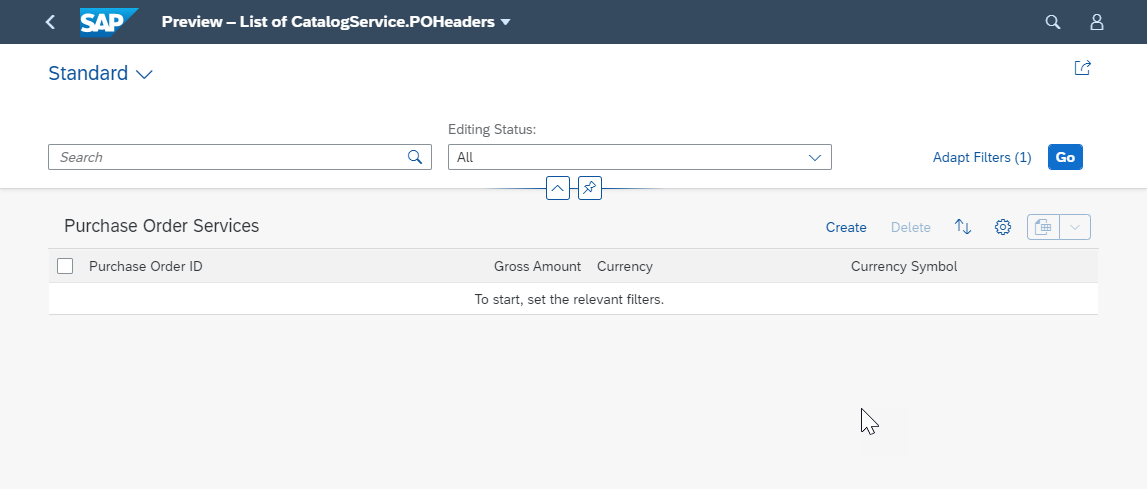 SAP Preview – List of CatalogService.POHeaders
Standard
Editing Status:
Search All Adapt Filters (1) Go
Purchase Order Services Create Delete
Purchase Order ID Gross Amount Currency Currency Symbol
To start, set the relevant filters.